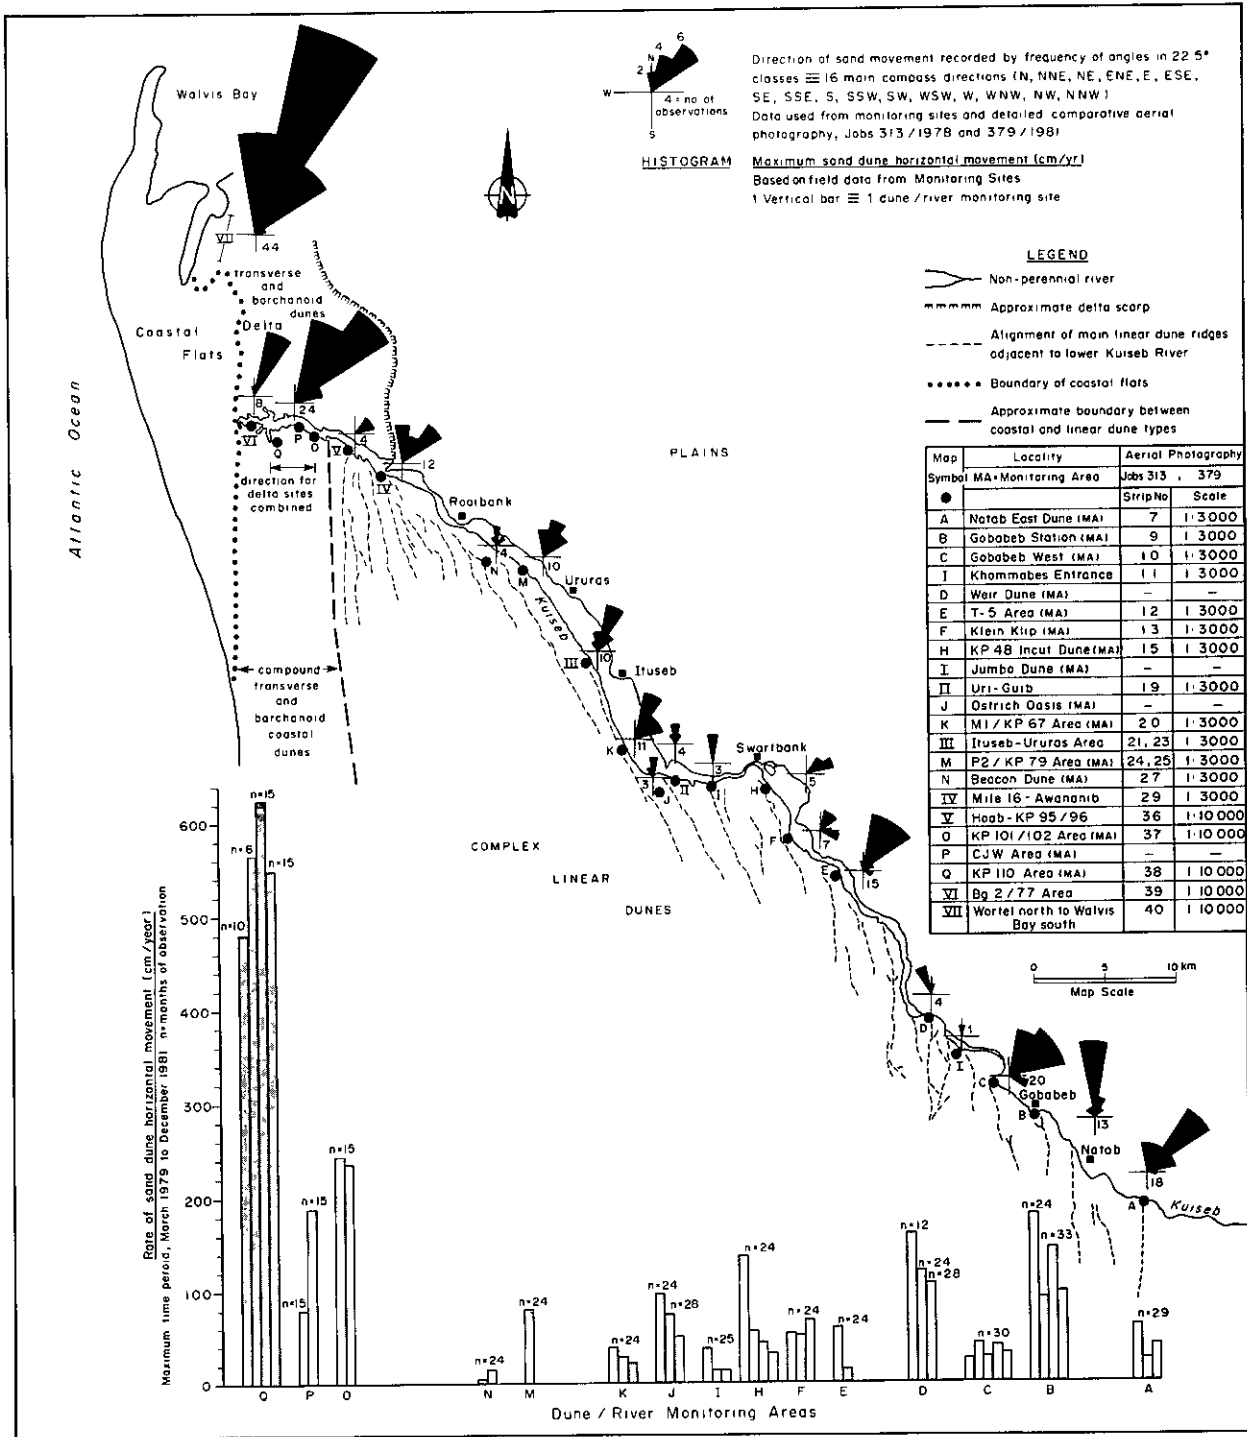 4
6
N
2
W
S
4 = no of
observations
Direction of sand movement recorded by frequency of angles in 22 5°
classes ≡ 16 main compass directions (N, NNE, NE, ENE, E, ESE,
SE, SSE, S, SSW, SW, WSW, W, WNW, NW, NNW)
Data used from monitoring sites and detailed comparative aerial
photography, Jobs 313/1978 and 379/1981
HISTOGRAM
Maximum sand dune horizontal movement (cm/yr)
Based on field data from Monitoring Sites
1 Vertical bar ≡ 1 dune/river monitoring site
N
LEGEND
Non-perennial river
Approximate delta scarp
Alignment of main linear dune ridges
adjacent to lower Kuiseb River
Boundary of coastal flats
Approximate boundary between
coastal and linear dune types
Map Locality Aerial Photography
Symbol MA=Monitoring Area Jobs 313 , 379
Strip No Scale
A Natab East Dune (MA) 7 1:3000
B Gobabeb Station (MA) 9 1 3000
C Gobabeb West (MA) 10 1:3000
I Khommabes Entrance 11 1 3000
D Weir Dune (MA) – –
E T-5 Area (MA) 12 1 3000
F Klein Klip (MA) 13 1:3000
H KP 48 Incut Dune (MA) 15 1 3000
I Jumbo Dune (MA) – –
II Uri-Guib 19 1:3000
J Ostrich Oasis (MA) – –
K M1/KP 67 Area (MA) 20 1:3000
III Ituseb-Ururas Area 21, 23 1 3000
M P2/KP 79 Area (MA) 24, 25 1:3000
N Beacon Dune (MA) 27 1:3000
IV Mile 16-Awananib 29 1 3000
V Haab-KP 95/96 36 1:10 000
O KP 101/102 Area (MA) 37 1:10 000
P CJW Area (MA) – –
Q KP 110 Area (MA) 38 1 10 000
VI Bg 2/77 Area 39 1 10 000
VII Wortel north to Walvis 40 1 10 000
Bay south
0 5 10 km
Map Scale
Walvis Bay
VII
44
transverse
and
barchanoid
dunes
Delta
Coastal
Flats
Atlantic Ocean
8
24
VI
Q
P
O
V
4
12
IV
direction for
delta sites
combined
PLAINS
Rooibank
4
N
M
10
Ururas
Kuiseb
III
10
Ituseb
compound
transverse
and
barchanoid
coastal
dunes
K
11
4
3
J
II
3
I
Swartbank
5
H
F
7
E
15
COMPLEX
LINEAR
DUNES
D
4
I
1
C
20
Gobabeb
B
13
Natab
A
18
Kuiseb
Rate of sand dune horizontal movement (cm/year)
Maximum time peroid, March 1979 to December 1981 n=months of observation
600
500
400
300
200
100
0
n=10
n=6
n=15
n=15
n=15
n=15
n=15
n=24
n=24
n=24
n=24
n=28
n=25
n=24
n=24
n=24
n=12
n=24
n=28
n=30
n=24
n=33
n=29
Q P O N M K J I H F E D C B A
Dune / River Monitoring Areas